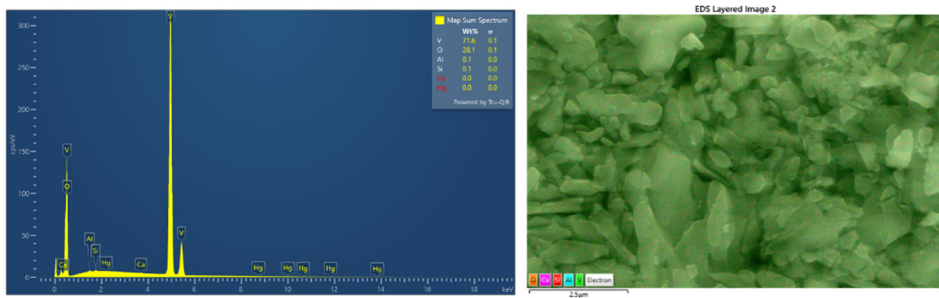 EDS Layered Image 2
300
250
200
150
100
50
0
cps/eV
V
V
O
Ca
Al
Si
Hg
Ca
V
Hg
Hg
Hg
Hg
Hg
0 2 4 6 8 10 12 14 16 18 keV
Map Sum Spectrum
Wt% σ
V 71.6 0.1
O 28.1 0.1
Al 0.1 0.0
Si 0.1 0.0
Ca 0.0 0.0
Hg 0.0 0.0
Powered by Tru-Q®
O Ca Si Al V Electron
2.5µm